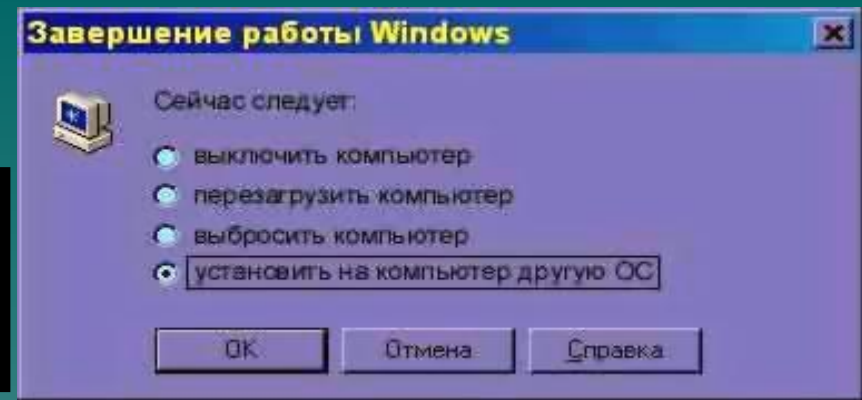 Завершение работы Windows
Сейчас следует:
выключить компьютер
перезагрузить компьютер
выбросить компьютер
установить на компьютер другую ОС
OK Отмена Справка